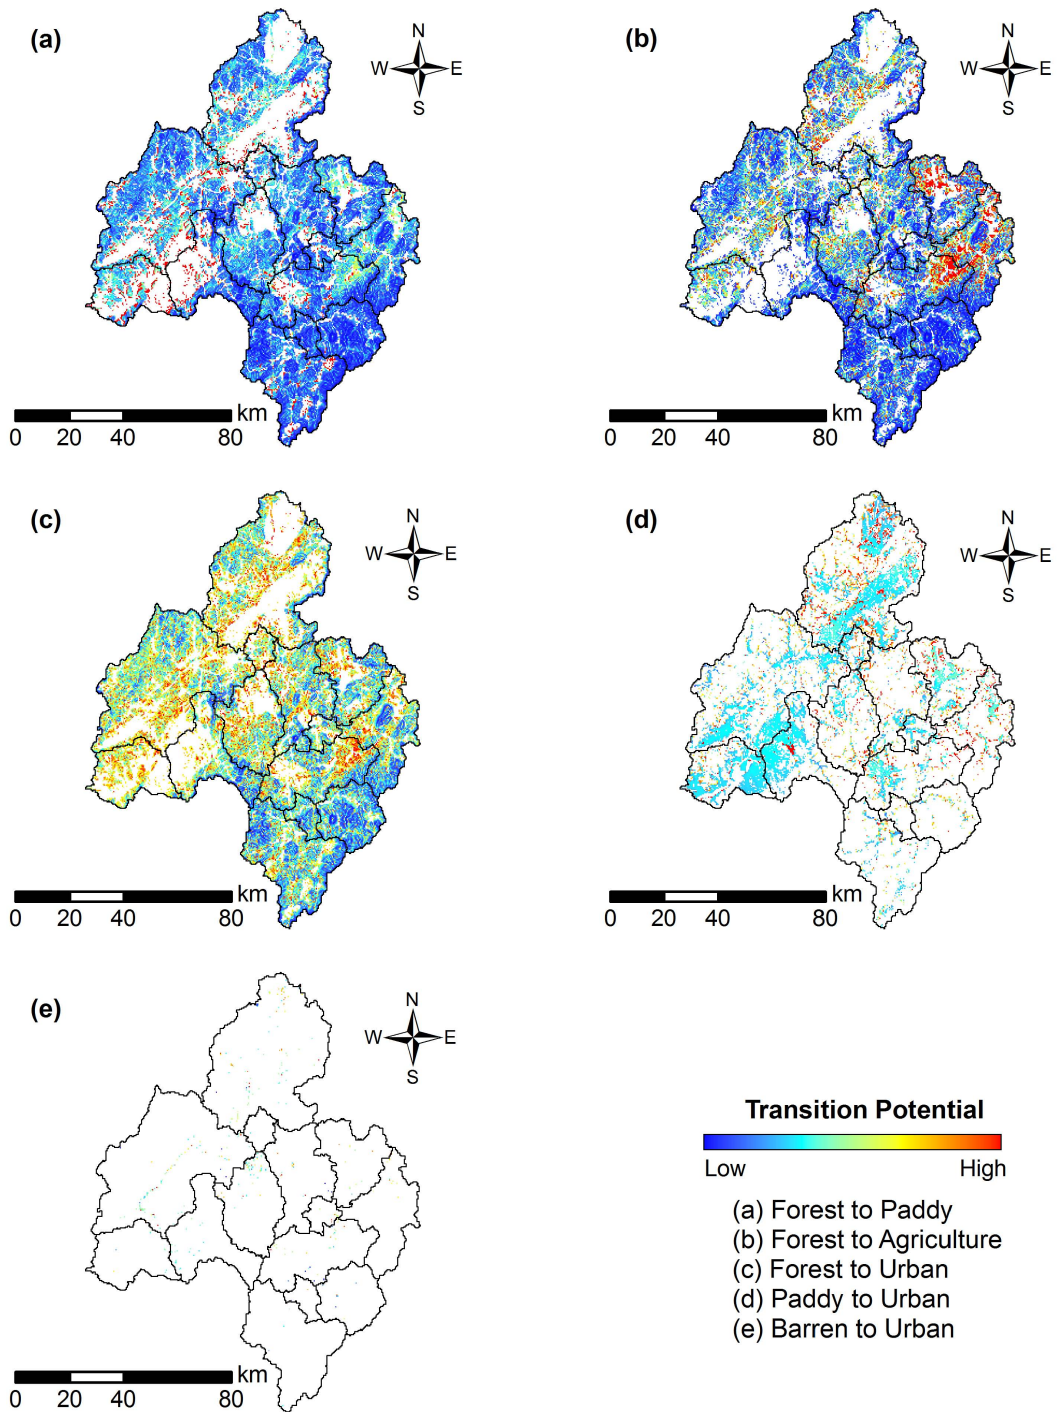 (a)
N
W E
S
km
0 20 40 80
(b)
N
W E
S
km
0 20 40 80
(c)
N
W E
S
km
0 20 40 80
(d)
N
W E
S
km
0 20 40 80
(e)
N
W E
S
km
0 20 40 80
Transition Potential
Low High
(a) Forest to Paddy
(b) Forest to Agriculture
(c) Forest to Urban
(d) Paddy to Urban
(e) Barren to Urban